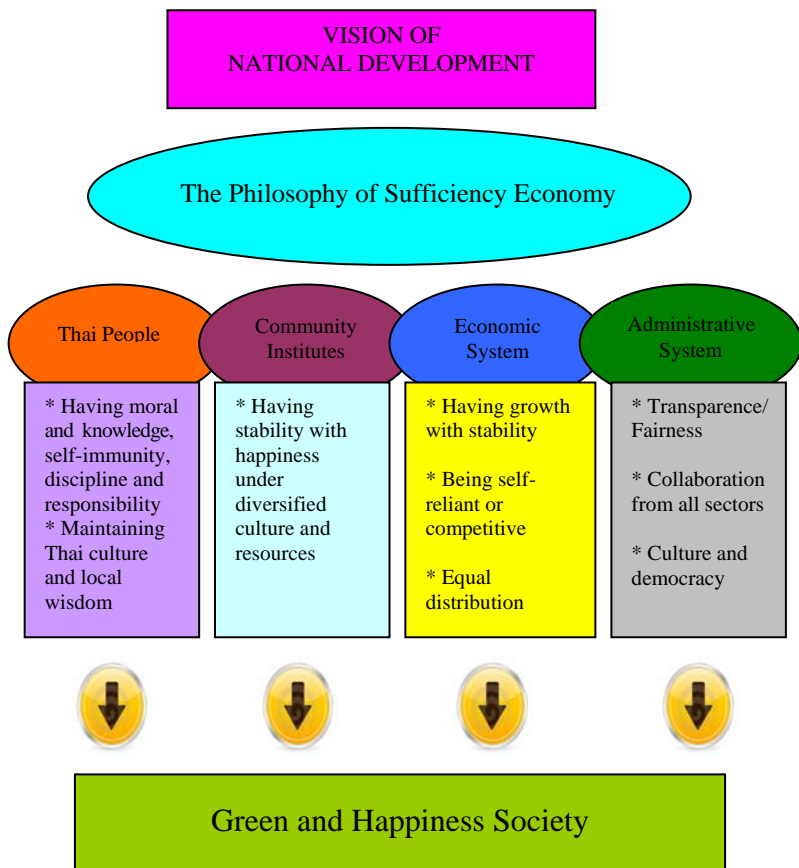 VISION OF
NATIONAL DEVELOPMENT
The Philosophy of Sufficiency Economy
Thai People
* Having moral
and knowledge,
self-immunity,
discipline and
responsibility
* Maintaining
Thai culture
and local
wisdom
Community
Institutes
* Having
stability with
happiness
under
diversified
culture and
resources
Economic
System
* Having growth
with stability
* Being self-
reliant or
competitive
* Equal
distribution
Administrative
System
* Transparence/
Fairness
* Collaboration
from all sectors
* Culture and
democracy
Green and Happiness Society